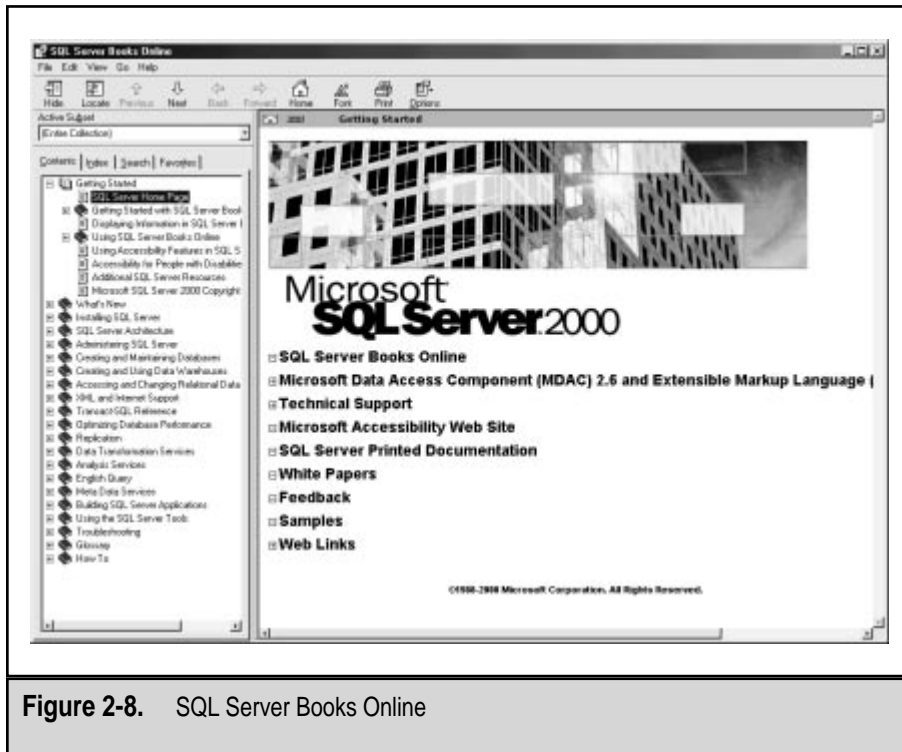 SQL Server Books Online
File Edit View Go Help
Hide Locate Previous Next Back Forward Home Font Print Options
Active Subset
(Entire Collection)
Getting Started
Contents Index Search Favorites
Getting Started
SQL Server Home Page
Getting Started with SQL Server Book
Displaying Information in SQL Server
Using SQL Server Books Online
Using Accessibility Features in SQL S
Accessibility for People with Disabilitie
Additional SQL Server Resources
Microsoft SQL Server 2000 Copyright
What's New
Installing SQL Server
SQL Server Architecture
Administering SQL Server
Creating and Maintaining Databases
Creating and Using Data Warehouses
Accessing and Changing Relational Data
XML and Internet Support
Transact-SQL Reference
Optimizing Database Performance
Replication
Data Transformation Services
Analysis Services
English Query
Meta Data Services
Building SQL Server Applications
Using the SQL Server Tools
Troubleshooting
Glossary
How To
Microsoft
SQL Server 2000
SQL Server Books Online
Microsoft Data Access Component (MDAC) 2.6 and Extensible Markup Language (
Technical Support
Microsoft Accessibility Web Site
SQL Server Printed Documentation
White Papers
Feedback
Samples
Web Links
©1988-2000 Microsoft Corporation. All Rights Reserved.
Figure 2-8. SQL Server Books Online